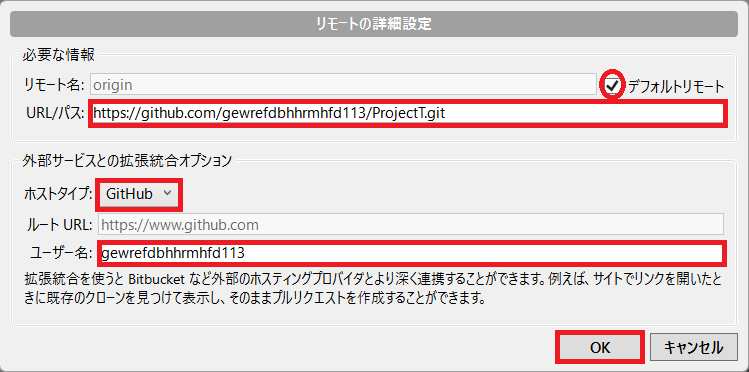 リモートの詳細設定
必要な情報
リモート名: origin デフォルトリモート
URL/パス: https://github.com/gewrefdbhhrmhfd113/ProjectT.git
外部サービスとの拡張統合オプション
ホストタイプ: GitHub
ルート URL: https://www.github.com
ユーザー名: gewrefdbhhrmhfd113
拡張統合を使うと Bitbucket など外部のホスティングプロバイダとより深く連携することができます。例えば、サイトでリンクを開いたと
きに既存のクローンを見つけて表示し、そのままプルリクエストを作成することができます。
OK キャンセル